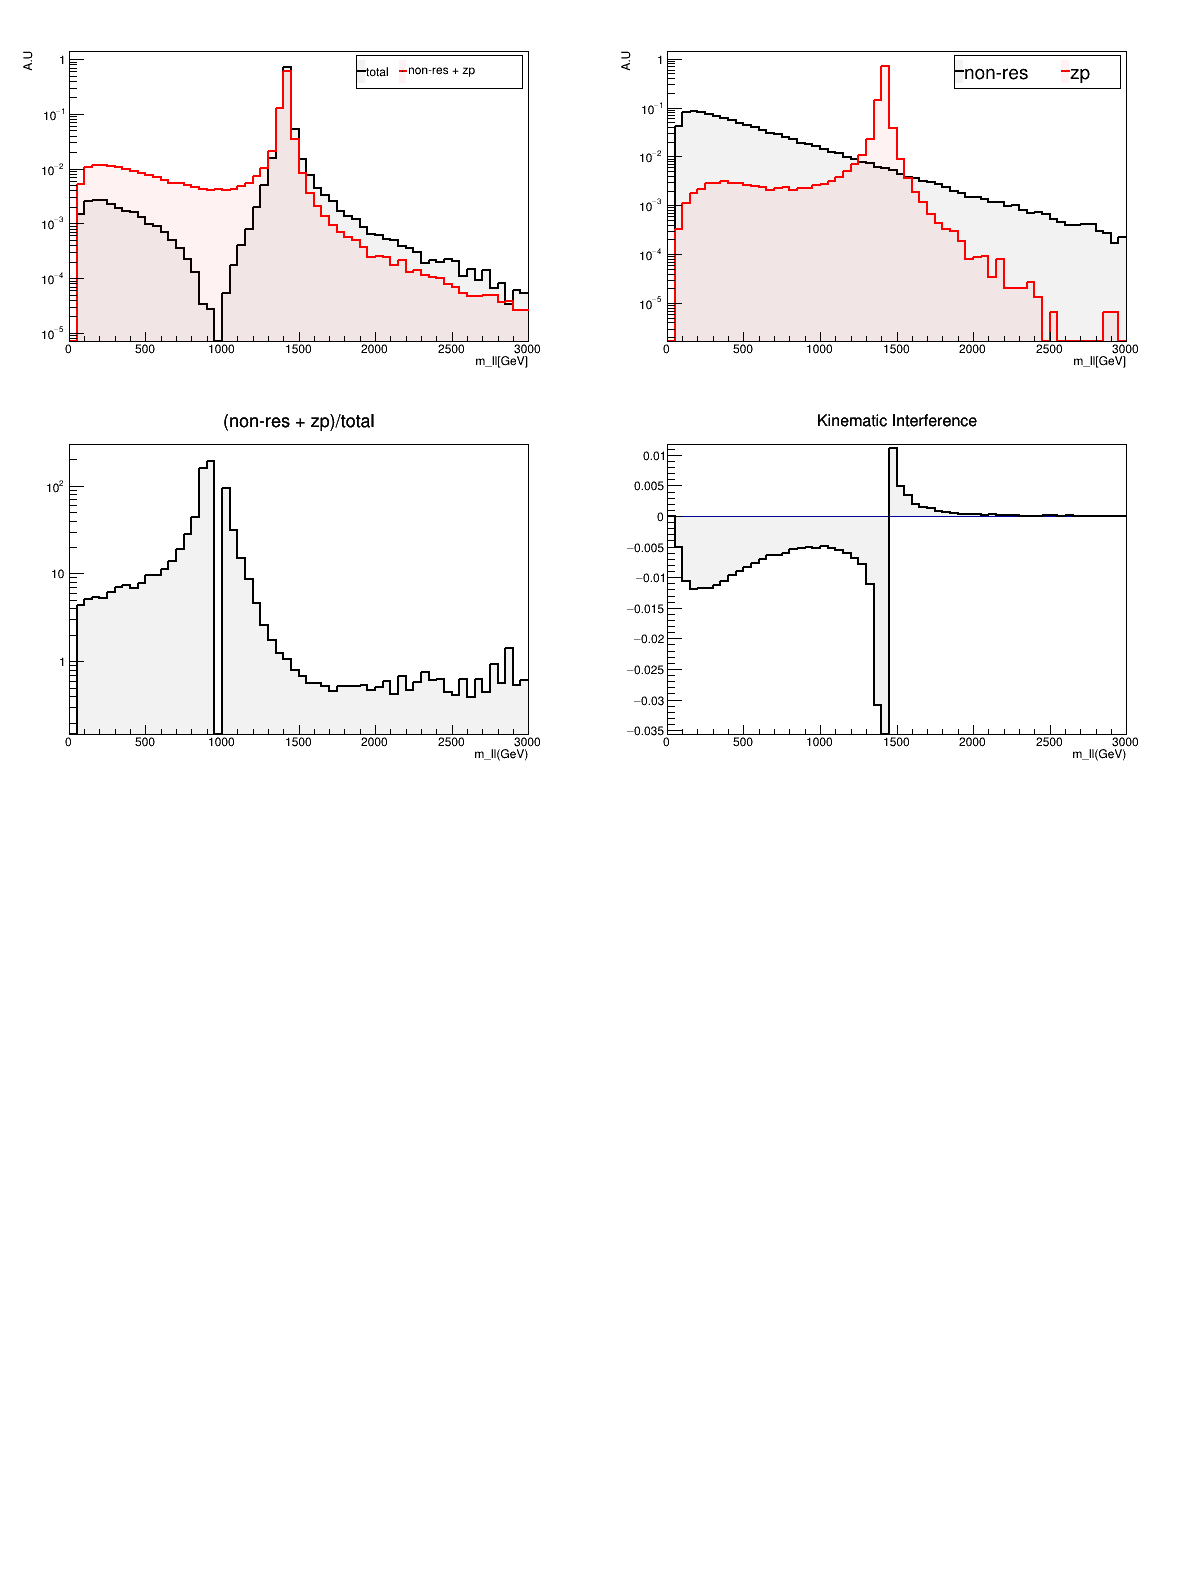 A.U
total
non-res + zp
1
10⁻¹
10⁻²
10⁻³
10⁻⁴
10⁻⁵
0 500 1000 1500 2000 2500 3000
m_ll[GeV]
A.U
non-res
zp
1
10⁻¹
10⁻²
10⁻³
10⁻⁴
10⁻⁵
0 500 1000 1500 2000 2500 3000
m_ll[GeV]
(non-res + zp)/total
10²
10
1
0 500 1000 1500 2000 2500 3000
m_ll(GeV)
Kinematic Interference
0.01
0.005
0
−0.005
−0.01
−0.015
−0.02
−0.025
−0.03
−0.035
0 500 1000 1500 2000 2500 3000
m_ll(GeV)